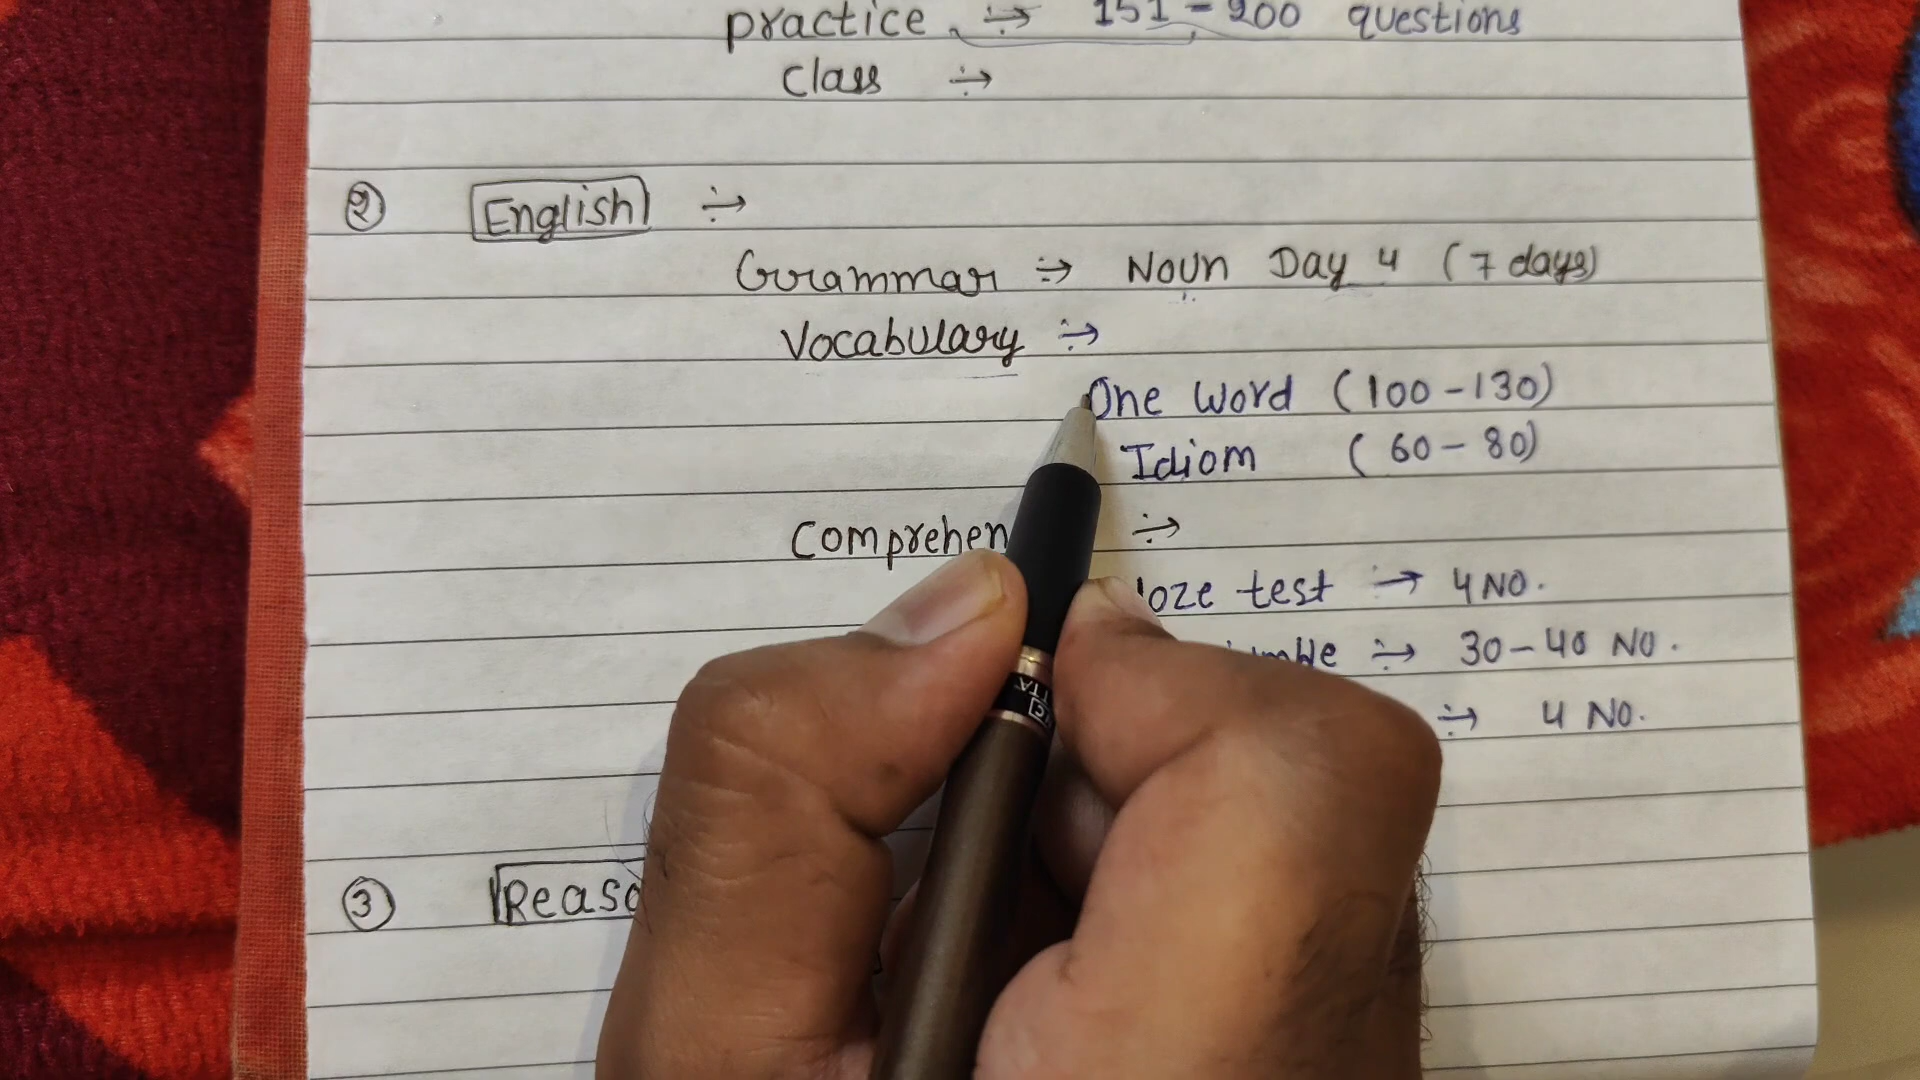 practice ÷> 151 - 200 questions
Class ÷>
② English ÷>
Grammar ÷> Noun Day 4 (7 days)
Vocabulary ÷>
One Word (100 - 130)
Idiom (60 - 80)
Comprehen ÷>
loze test -> 4 NO.
÷> 30 - 40 NO.
÷> 4 NO.
③ Reaso